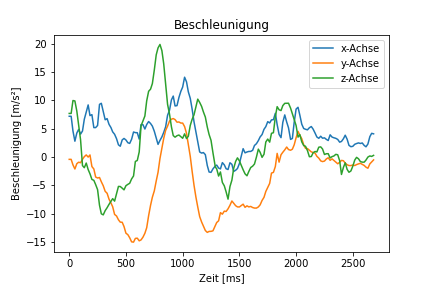 Beschleunigung
x-Achse
y-Achse
z-Achse
Beschleunigung [m/s²]
20
15
10
5
0
−5
−10
−15
0 500 1000 1500 2000 2500
Zeit [ms]